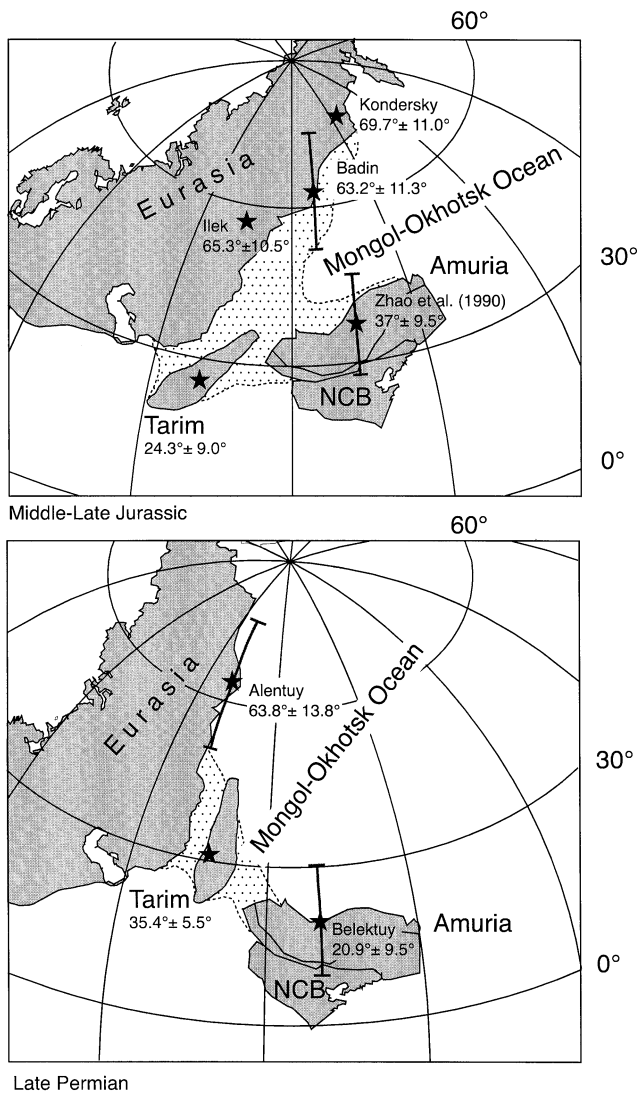 60°
Kondersky
69.7°± 11.0°
Badin
63.2°± 11.3°
Eurasia
Ilek
65.3°±10.5°
Mongol-Okhotsk Ocean
30°
Amuria
Zhao et al. (1990)
37°± 9.5°
NCB
Tarim
24.3°± 9.0°
0°
Middle-Late Jurassic
60°
Eurasia
Alentuy
63.8°± 13.8°
Mongol-Okhotsk Ocean
30°
Tarim
35.4°± 5.5°
Amuria
Belektuy
20.9°± 9.5°
0°
NCB
Late Permian